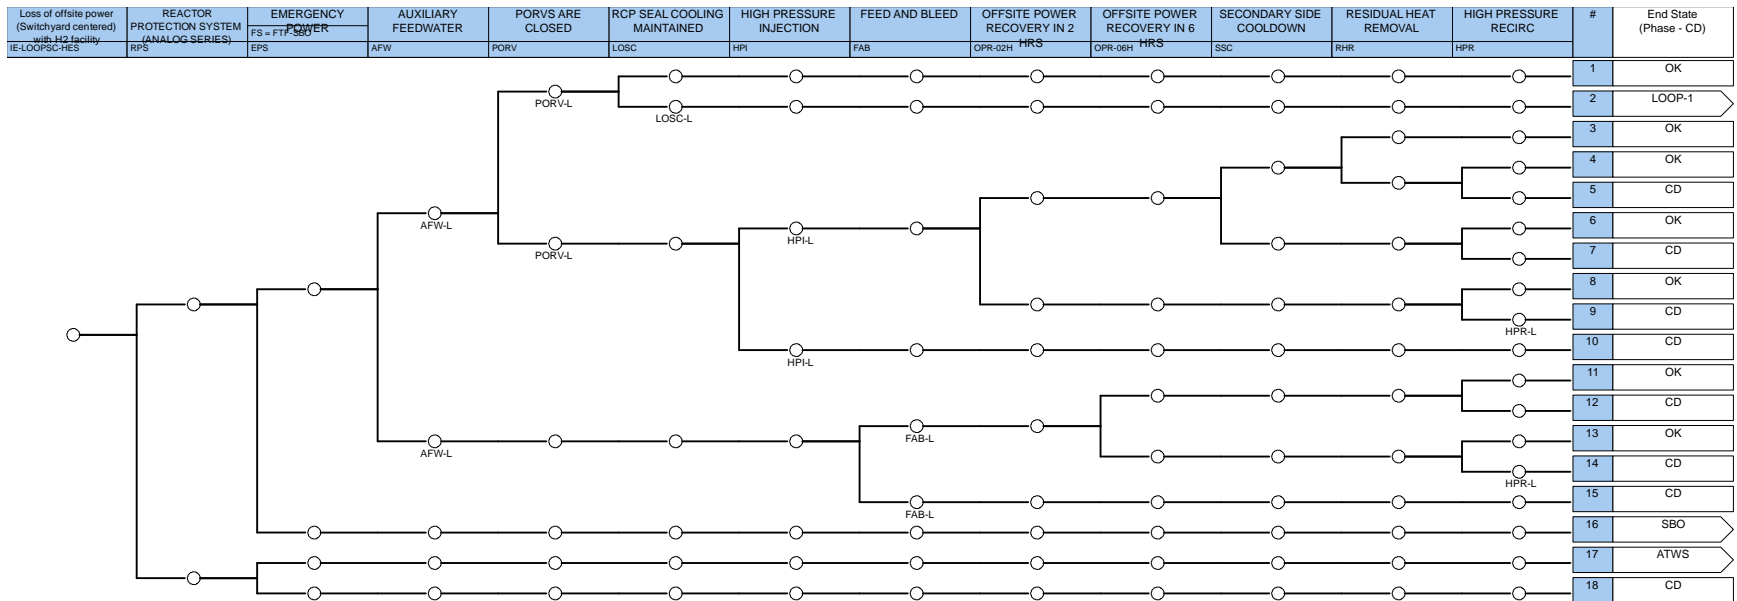 Loss of offsite power
(Switchyard centered)
with H2 facility
IE-LOOPSC-HES
REACTOR
PROTECTION SYSTEM
(ANALOG SERIES)
RPS
EMERGENCY
POWER
FS = FTF-SBO
EPS
AUXILIARY
FEEDWATER
AFW
PORVS ARE
CLOSED
PORV
RCP SEAL COOLING
MAINTAINED
LOSC
HIGH PRESSURE
INJECTION
HPI
FEED AND BLEED
FAB
OFFSITE POWER
RECOVERY IN 2
HRS
OPR-02H
OFFSITE POWER
RECOVERY IN 6
HRS
OPR-06H
SECONDARY SIDE
COOLDOWN
SSC
RESIDUAL HEAT
REMOVAL
RHR
HIGH PRESSURE
RECIRC
HPR
#
End State
(Phase - CD)
1 OK
PORV-L
2 LOOP-1
LOSC-L
3 OK
4 OK
5 CD
AFW-L
6 OK
HPI-L
PORV-L
7 CD
8 OK
9 CD
HPR-L
10 CD
HPI-L
11 OK
12 CD
13 OK
FAB-L
AFW-L
14 CD
HPR-L
15 CD
FAB-L
16 SBO
17 ATWS
18 CD